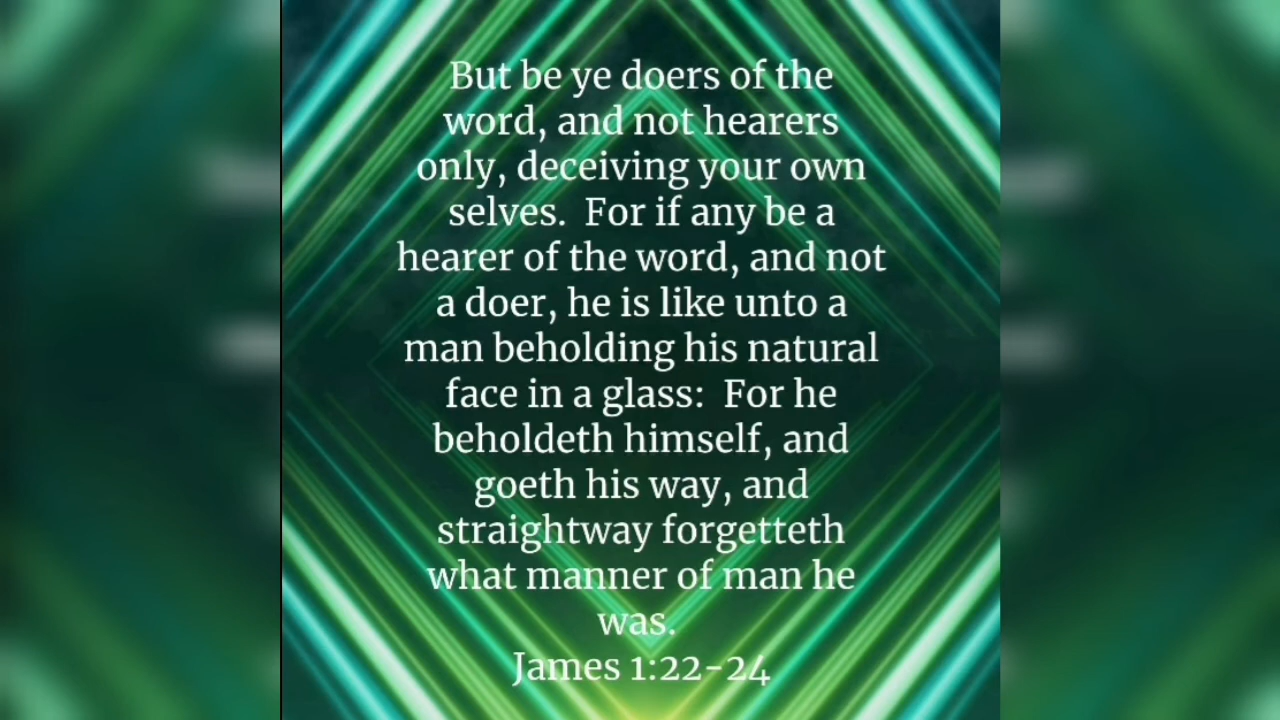 But be ye doers of the
word, and not hearers
only, deceiving your own
selves.  For if any be a
hearer of the word, and not
a doer, he is like unto a
man beholding his natural
face in a glass:  For he
beholdeth himself, and
goeth his way, and
straightway forgetteth
what manner of man he
was.
James 1:22-24